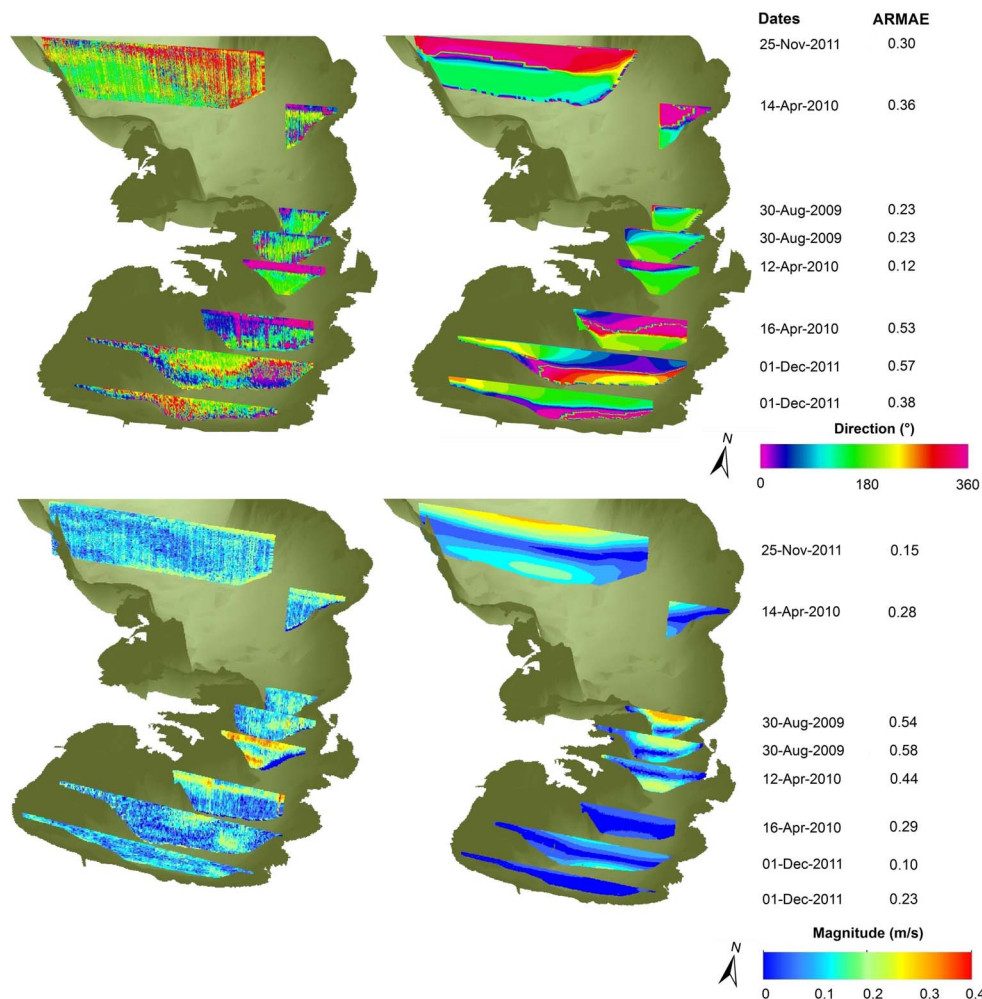 Dates ARMAE
25-Nov-2011 0.30
14-Apr-2010 0.36
30-Aug-2009 0.23
30-Aug-2009 0.23
12-Apr-2010 0.12
16-Apr-2010 0.53
01-Dec-2011 0.57
01-Dec-2011 0.38
N
Direction (°)
0 180 360
25-Nov-2011 0.15
14-Apr-2010 0.28
30-Aug-2009 0.54
30-Aug-2009 0.58
12-Apr-2010 0.44
16-Apr-2010 0.29
01-Dec-2011 0.10
01-Dec-2011 0.23
N
Magnitude (m/s)
0 0.1 0.2 0.3 0.4